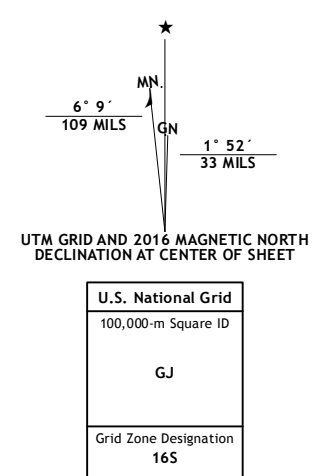 MN.
GN
6° 9´
109 MILS
1° 52´
33 MILS
UTM GRID AND 2016 MAGNETIC NORTH
DECLINATION AT CENTER OF SHEET
U.S. National Grid
100,000-m Square ID
GJ
Grid Zone Designation
16S